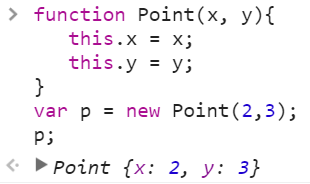 > function Point(x, y){
this.x = x;
this.y = y;
}
var p = new Point(2,3);
p;
<· ▶ Point {x: 2, y: 3}